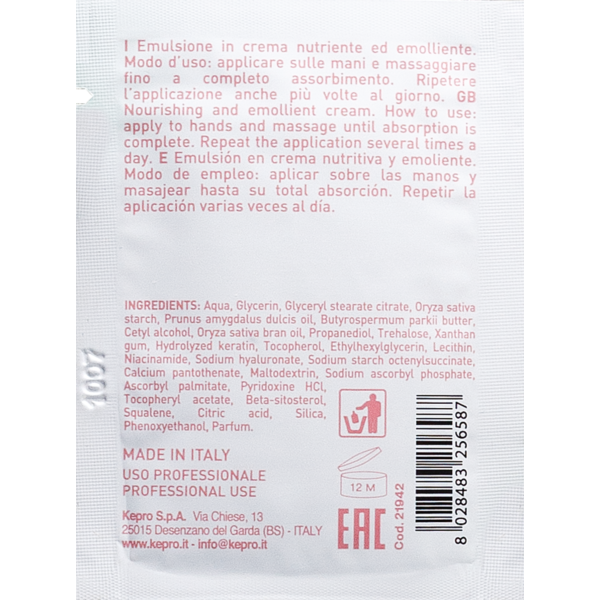 I Emulsione in crema nutriente ed emolliente.
Modo d'uso: applicare sulle mani e massaggiare
fino a completo assorbimento. Ripetere
l'applicazione anche più volte al giorno. GB
Nourishing and emollient cream. How to use:
apply to hands and massage until absorption is
complete. Repeat the application several times a
day. E Emulsión en crema nutritiva y emoliente.
Modo de empleo: aplicar sobre las manos y
masajear hasta su total absorción. Repetir la
aplicación varias veces al día.
INGREDIENTS: Aqua, Glycerin, Glyceryl stearate citrate, Oryza sativa
starch, Prunus amygdalus dulcis oil, Butyrospermum parkii butter,
Cetyl alcohol, Oryza sativa bran oil, Propanediol, Trehalose, Xanthan
gum, Hydrolyzed keratin, Tocopherol, Ethylhexylglycerin, Lecithin,
Niacinamide, Sodium hyaluronate, Sodium starch octenylsuccinate,
Calcium pantothenate, Maltodextrin, Sodium ascorbyl phosphate,
Ascorbyl palmitate, Pyridoxine HCl,
Tocopheryl acetate, Beta-sitosterol,
Squalene, Citric acid, Silica,
Phenoxyethanol, Parfum.
MADE IN ITALY
USO PROFESSIONALE
PROFESSIONAL USE
Kepro S.p.A. Via Chiese, 13
25015 Desenzano del Garda (BS) - ITALY
www.kepro.it - info@kepro.it
12 M
EAC
Cod. 21942
8 028483 256587
1007